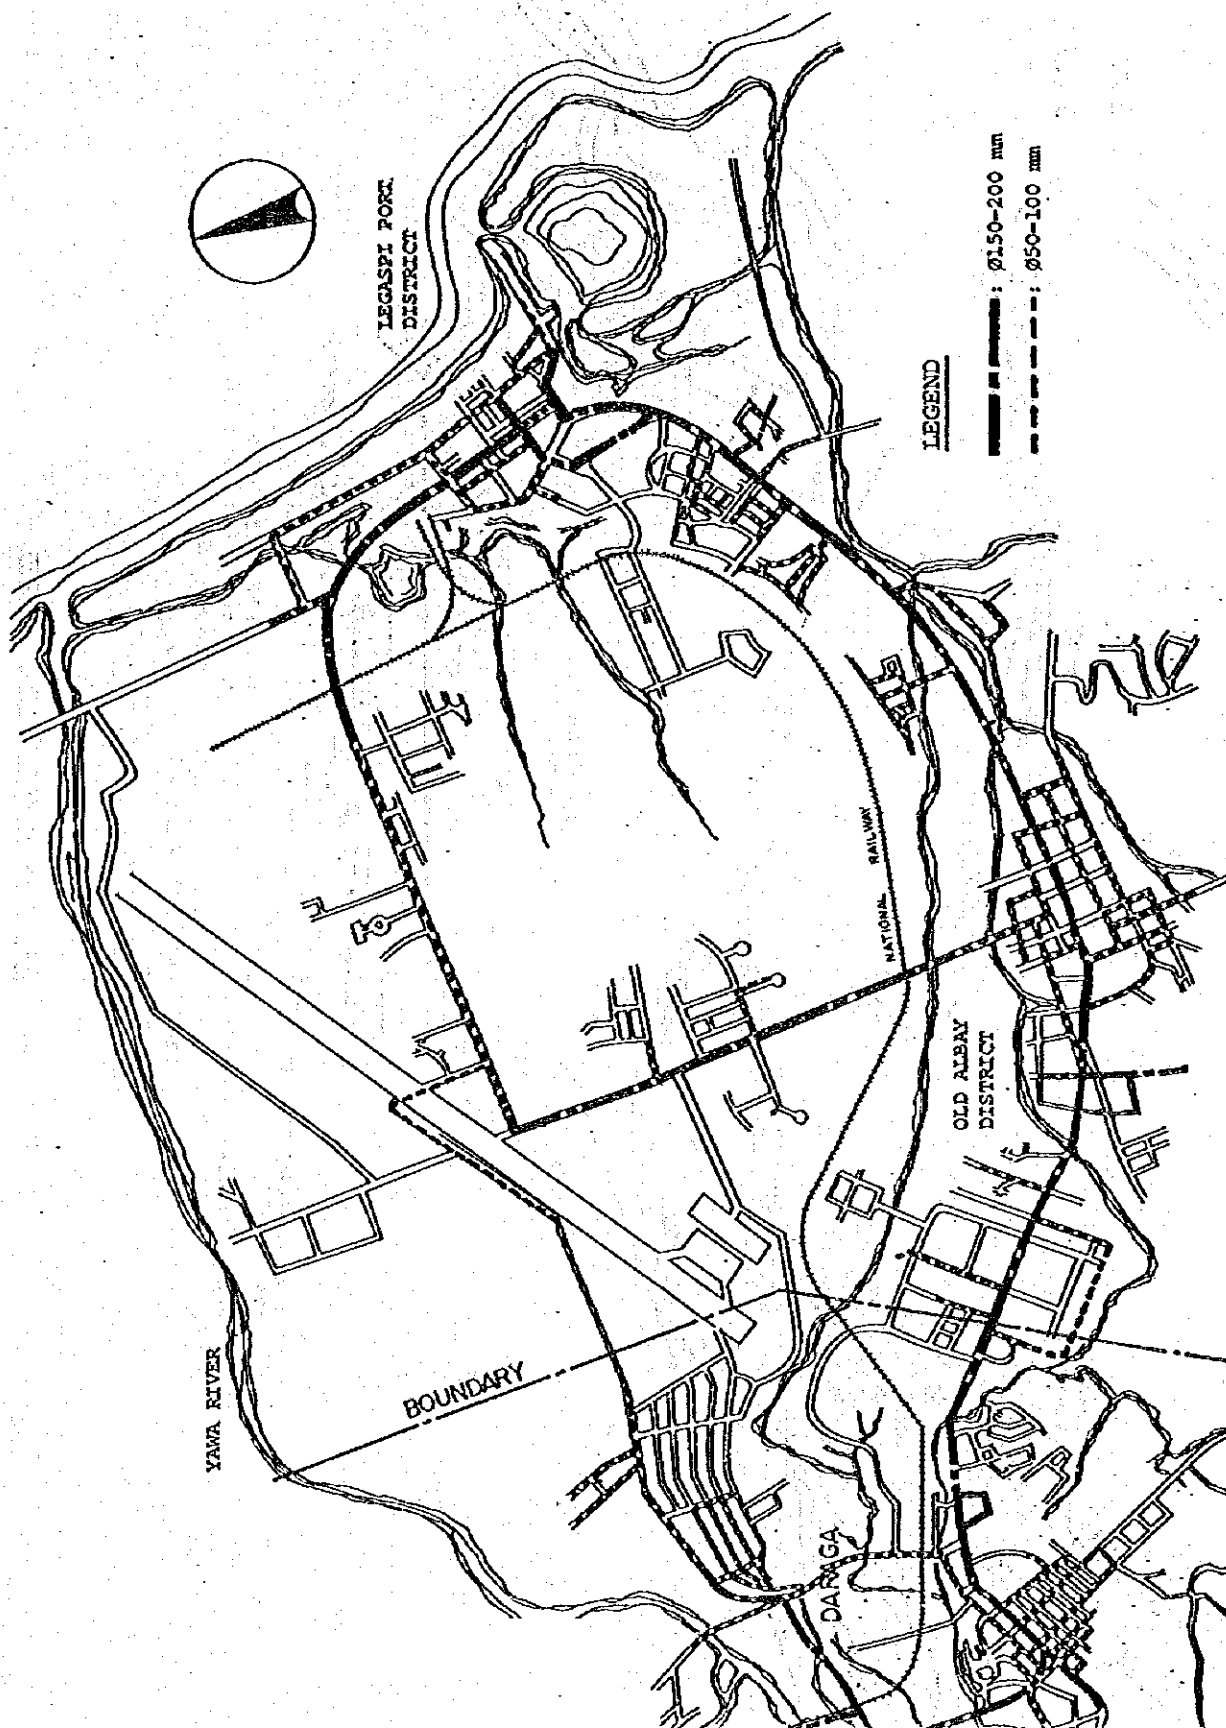 LEGASPI PORT
DISTRICT
LEGEND
: Ø150-200 mm
: Ø50-100 mm
NATIONAL RAILWAY
OLD ALBAY
DISTRICT
YAWA RIVER
BOUNDARY
DARAGA